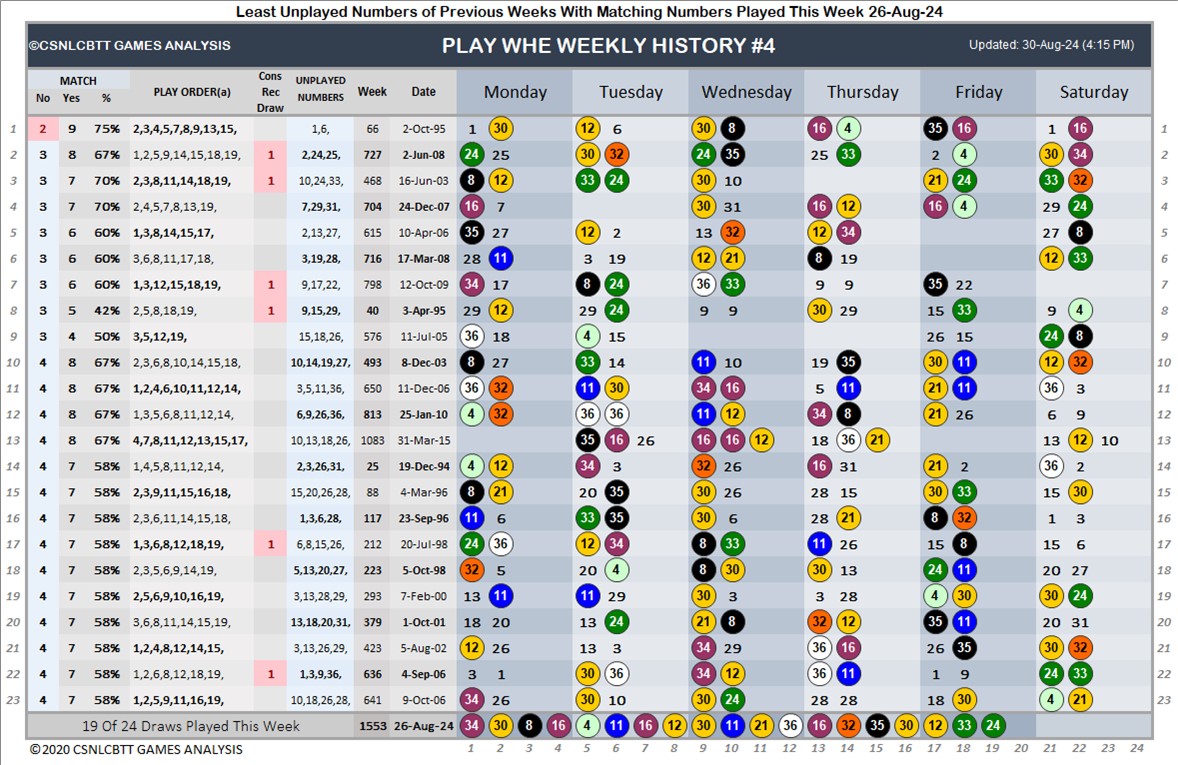 Least Unplayed Numbers of Previous Weeks With Matching Numbers Played This Week 26-Aug-24
©CSNLCBTT GAMES ANALYSIS PLAY WHE WEEKLY HISTORY #4 Updated: 30-Aug-24 (4:15 PM)
MATCH No Yes % PLAY ORDER(a) Cons Rec Draw UNPLAYED NUMBERS Week Date Monday Tuesday Wednesday Thursday Friday Saturday
1 2 9 75% 2,3,4,5,7,8,9,13,15, 1,6, 66 2-Oct-95 1 30 12 6 30 8 16 4 35 16 1 16 1
2 3 8 67% 1,2,5,9,14,15,18,19, 1 2,24,25, 727 2-Jun-08 24 25 30 32 24 35 25 33 2 4 30 34 2
3 3 7 70% 2,3,8,11,14,18,19, 1 10,24,33, 468 16-Jun-03 8 12 33 24 30 10 21 24 33 32 3
4 3 7 70% 2,4,5,7,8,13,19, 7,29,31, 704 24-Dec-07 16 7 30 31 16 12 16 4 29 24 4
5 3 6 60% 1,3,8,14,15,17, 2,13,27, 615 10-Apr-06 35 27 12 2 13 32 12 34 27 8 5
6 3 6 60% 3,6,8,11,17,18, 3,19,28, 716 17-Mar-08 28 11 3 19 12 21 8 19 12 33 6
7 3 6 60% 1,3,12,15,18,19, 1 9,17,22, 798 12-Oct-09 34 17 8 24 36 33 9 9 35 22 7
8 3 5 42% 2,5,8,18,19, 1 9,15,29, 40 3-Apr-95 29 12 29 24 9 9 30 29 15 33 9 4 8
9 3 4 50% 3,5,12,19, 15,18,26, 576 11-Jul-05 36 18 4 15 26 15 24 8 9
10 4 8 67% 2,3,6,8,10,14,15,18, 10,14,19,27, 493 8-Dec-03 8 27 33 14 11 10 19 35 30 11 12 32 10
11 4 8 67% 1,2,4,6,10,11,12,14, 3,5,11,36, 650 11-Dec-06 36 32 11 30 34 16 5 11 21 11 36 3 11
12 4 8 67% 1,3,5,6,8,11,12,14, 6,9,26,36, 813 25-Jan-10 4 32 36 36 11 12 34 8 21 26 6 9 12
13 4 8 67% 4,7,8,11,12,13,15,17, 10,13,18,26, 1083 31-Mar-15 35 16 26 16 16 12 18 36 21 13 12 10 13
14 4 7 58% 1,4,5,8,11,12,14, 2,3,26,31, 25 19-Dec-94 4 12 34 3 32 26 16 31 21 2 36 2 14
15 4 7 58% 2,3,9,11,15,16,18, 15,20,26,28, 88 4-Mar-96 8 21 20 35 30 26 28 15 30 33 15 30 15
16 4 7 58% 2,3,6,11,14,15,18 1,3,6,28, 117 23-Sep-96 11 6 33 35 30 6 28 21 8 32 1 3 16
17 4 7 58% 1,3,6,8,12,18,19, 1 6,8,15,26, 212 20-Jul-98 24 36 12 34 8 33 11 26 15 8 15 6 17
18 4 7 58% 2,3,5,6,9,14,19, 5,13,20,27, 223 5-Oct-98 32 5 20 4 8 30 30 13 24 11 20 27 18
19 4 7 58% 2,5,6,9,10,16,19, 3,13,28,29, 293 7-Feb-00 13 11 11 29 30 3 3 28 4 30 30 24 19
20 4 7 58% 3,6,8,11,14,15,19, 13,18,20,31, 379 1-Oct-01 18 20 13 24 21 8 32 12 35 11 20 31 20
21 4 7 58% 1,2,4,8,12,14,15, 3,13,26,29, 423 5-Aug-02 12 26 13 3 34 29 36 16 26 35 30 32 21
22 4 7 58% 1,2,6,8,12,18,19, 1 1,3,9,36, 636 4-Sep-06 3 1 30 36 34 12 36 11 1 9 24 33 22
23 4 7 58% 1,2,5,9,11,16,19, 10,18,26,28, 641 9-Oct-06 34 26 30 10 30 24 28 28 18 30 4 21 23
19 Of 24 Draws Played This Week 1553 26-Aug-24 34 30 8 16 4 11 16 12 30 11 21 36 16 32 35 30 12 33 24
©2020 CSNLCBTT GAMES ANALYSIS 1 2 3 4 5 6 7 8 9 10 11 12 13 14 15 16 17 18 19 20 21 22 23 24